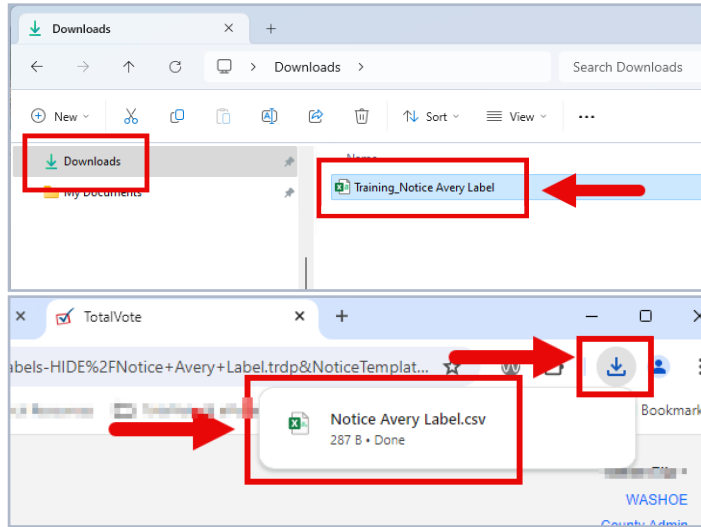 Downloads
Downloads
Search Downloads
New
Sort
View
Downloads
Name
My Documents
Training_Notice Avery Label
TotalVote
abels-HIDE%2FNotice+Avery+Label.trdp&NoticeTemplat...
Notice Avery Label.csv
287 B • Done
Bookmark
WASHOE
County Admin